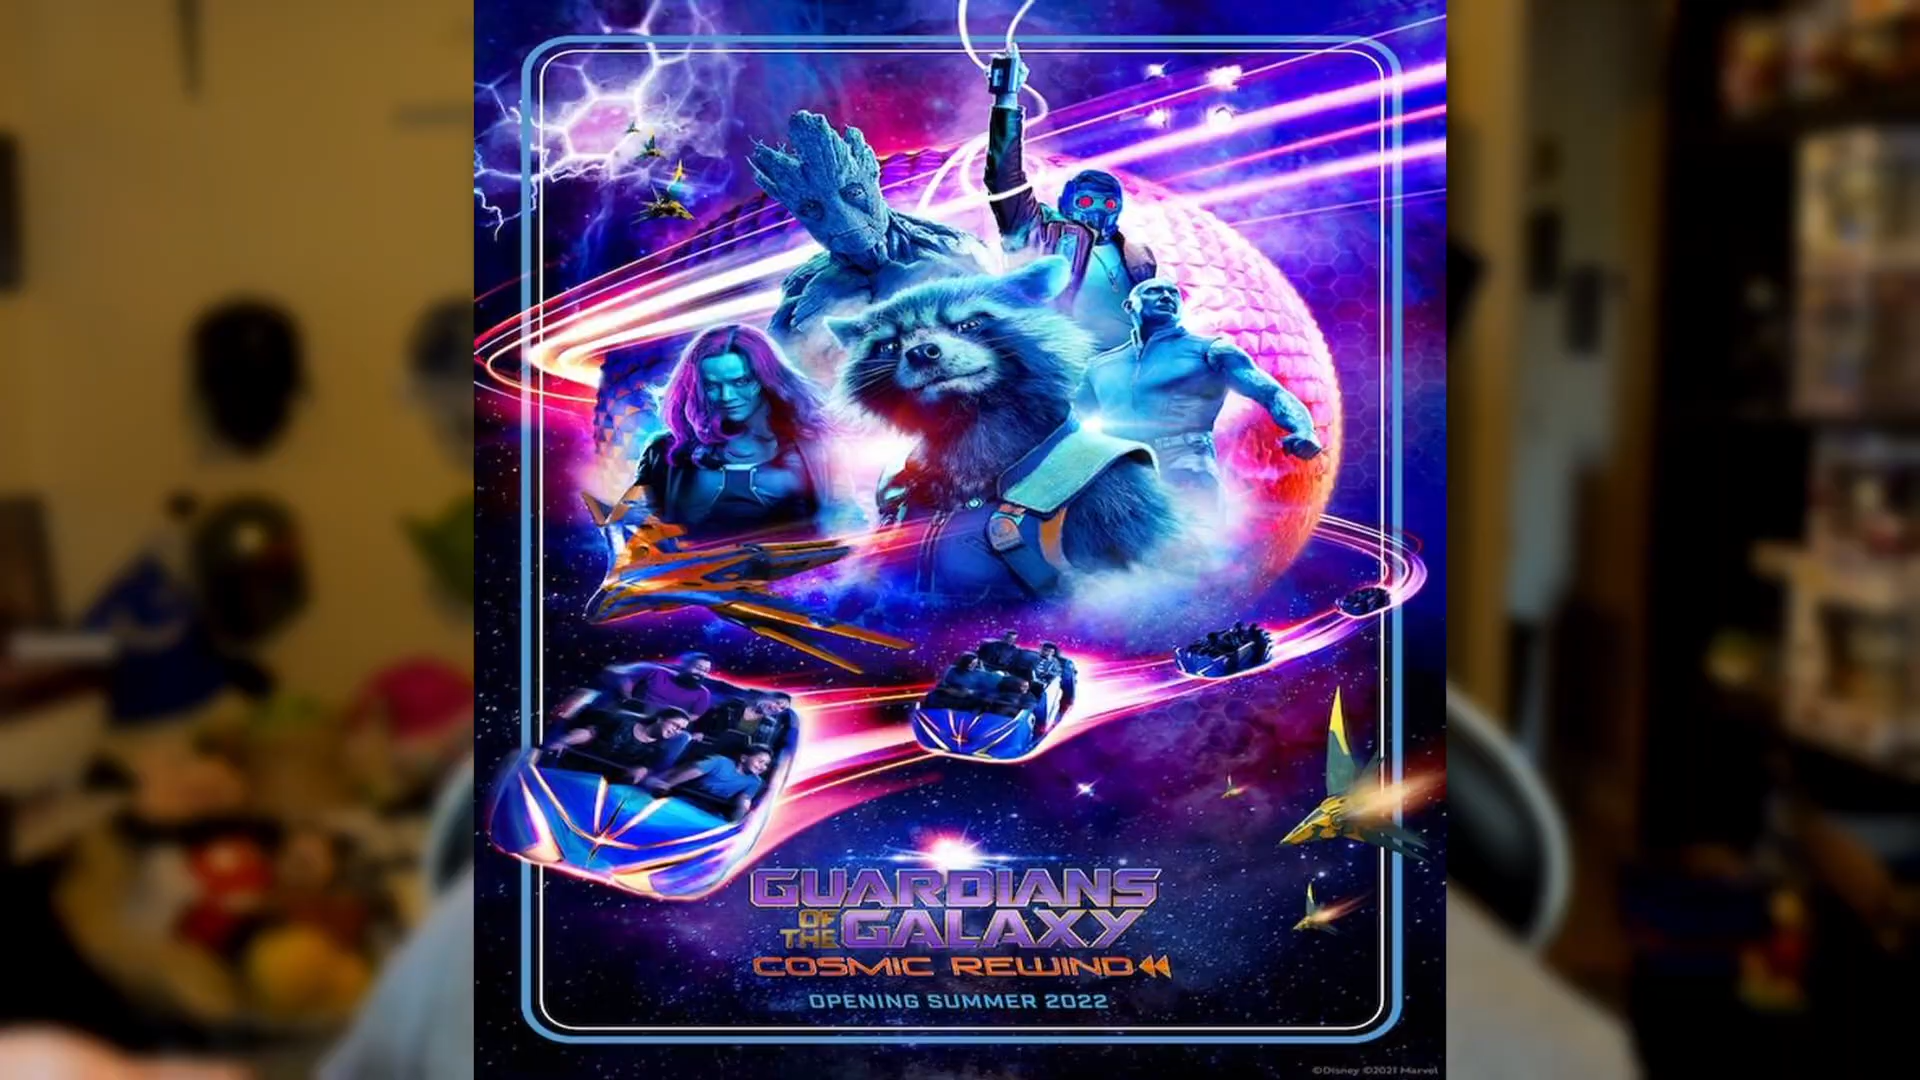 GUARDIANS
OF THE GALAXY
COSMIC REWIND
OPENING SUMMER 2022
©Disney ©2021 Marvel